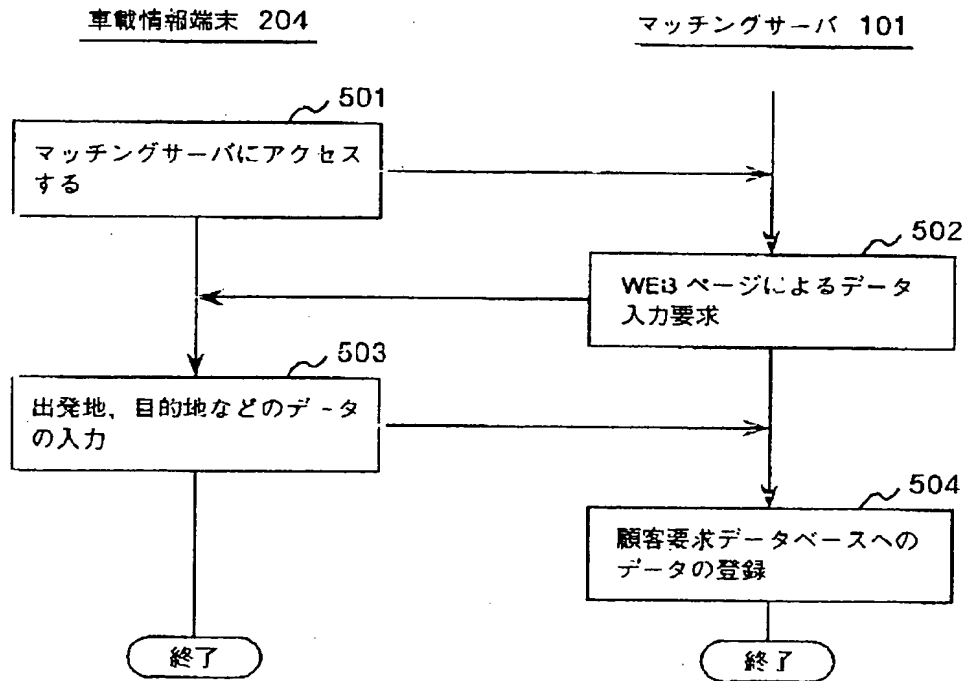 車載情報端末 204
マッチングサーバ 101
501
マッチングサーバにアクセス
する
502
WEBページによるデータ
入力要求
503
出発地、目的地などのデータ
の入力
504
顧客要求データベースへの
データの登録
終了
終了